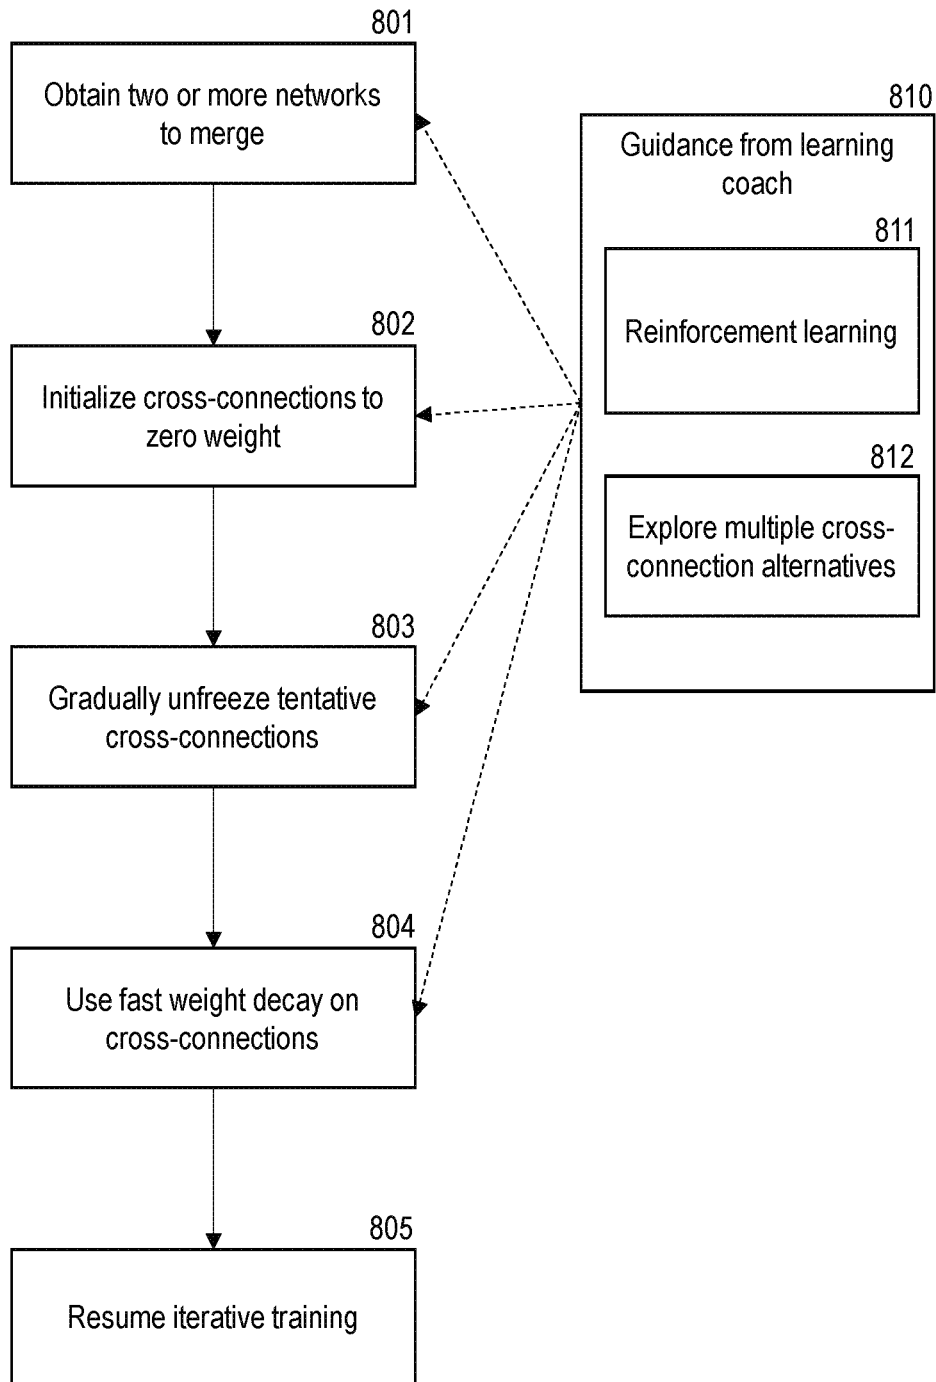 801
Obtain two or more networks
to merge
802
Initialize cross-connections to
zero weight
803
Gradually unfreeze tentative
cross-connections
804
Use fast weight decay on
cross-connections
805
Resume iterative training
810
Guidance from learning
coach
811
Reinforcement learning
812
Explore multiple cross-
connection alternatives